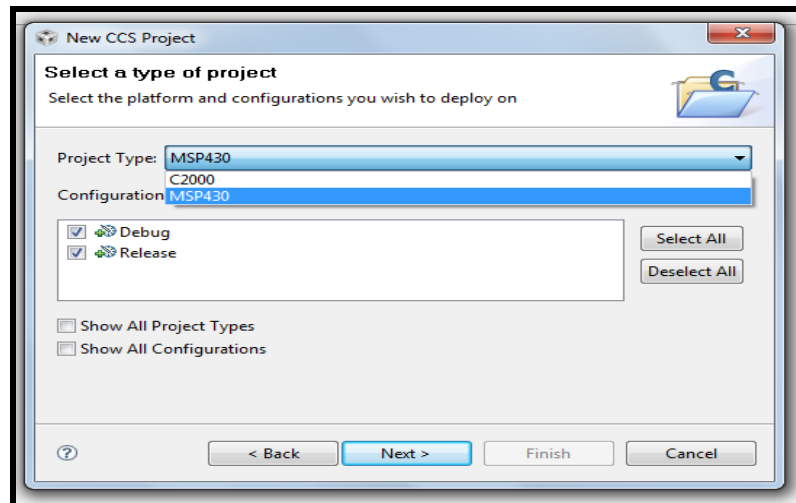 New CCS Project
Select a type of project
Select the platform and configurations you wish to deploy on
Project Type: MSP430
C2000
Configuration MSP430
Debug
Release
Select All
Deselect All
Show All Project Types
Show All Configurations
< Back Next > Finish Cancel